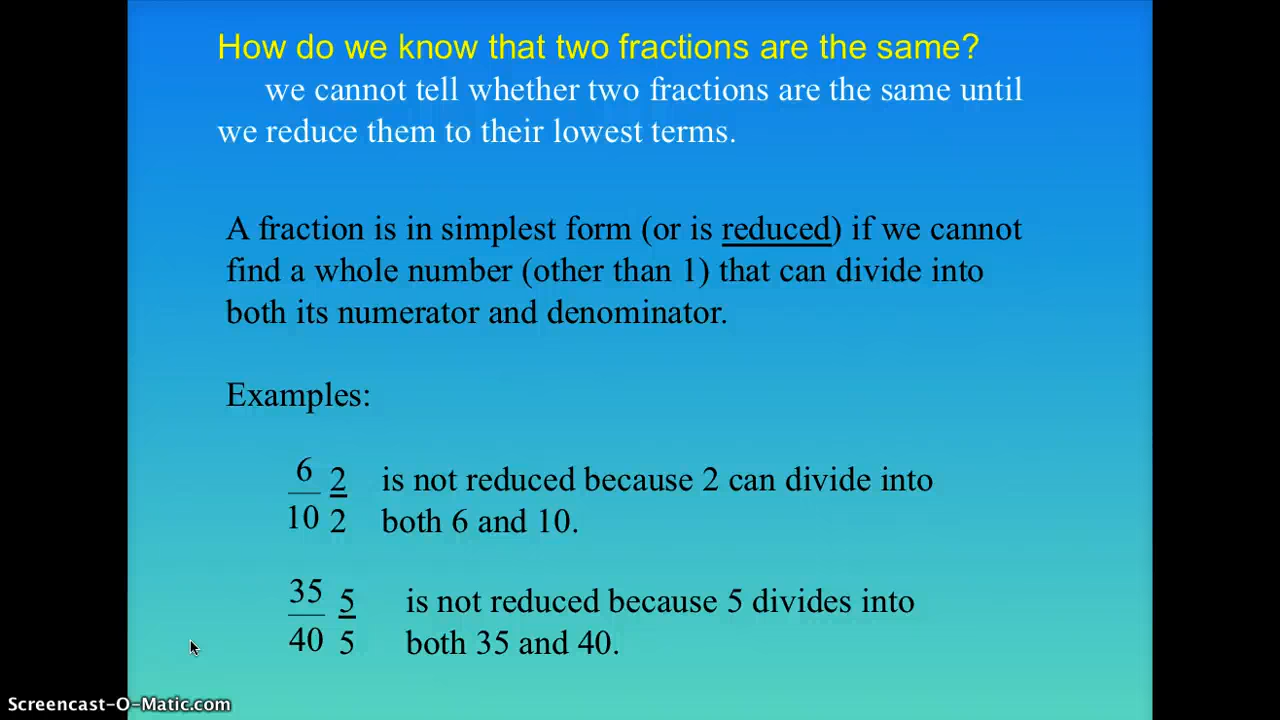 How do we know that two fractions are the same?
we cannot tell whether two fractions are the same until
we reduce them to their lowest terms.
A fraction is in simplest form (or is reduced) if we cannot
find a whole number (other than 1) that can divide into
both its numerator and denominator.
Examples:
6 2 is not reduced because 2 can divide into
10 2 both 6 and 10.
35 5 is not reduced because 5 divides into
40 5 both 35 and 40.
Screencast-O-Matic.com